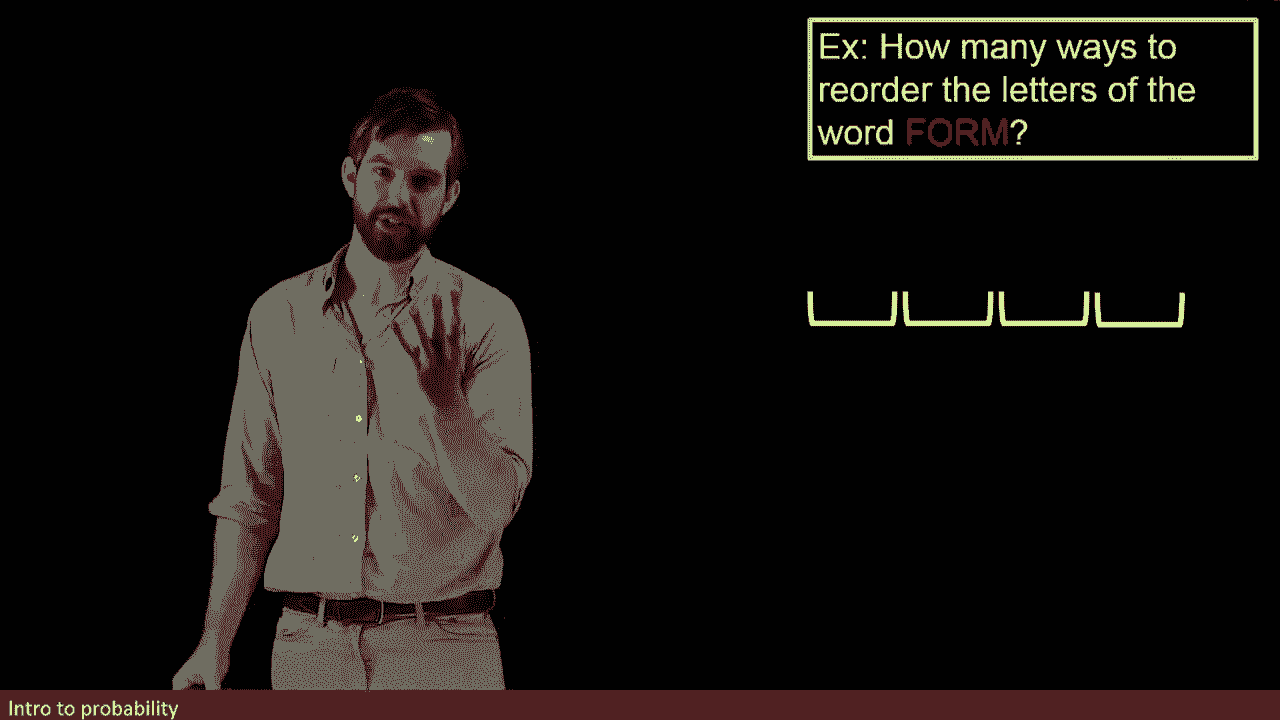 Ex: How many ways to
reorder the letters of the
word FORM?
Intro to probability